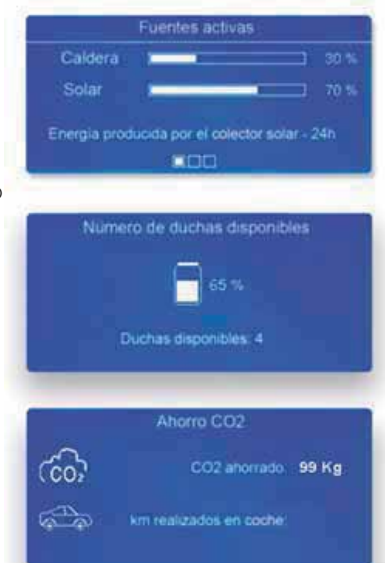 Fuentes activas
Caldera 30 %
Solar 70 %
Energía producida por el colector solar - 24h
Número de duchas disponibles
65 %
Duchas disponibles: 4
Ahorro CO2
CO₂ CO2 ahorrado 99 Kg
km realizados en coche: